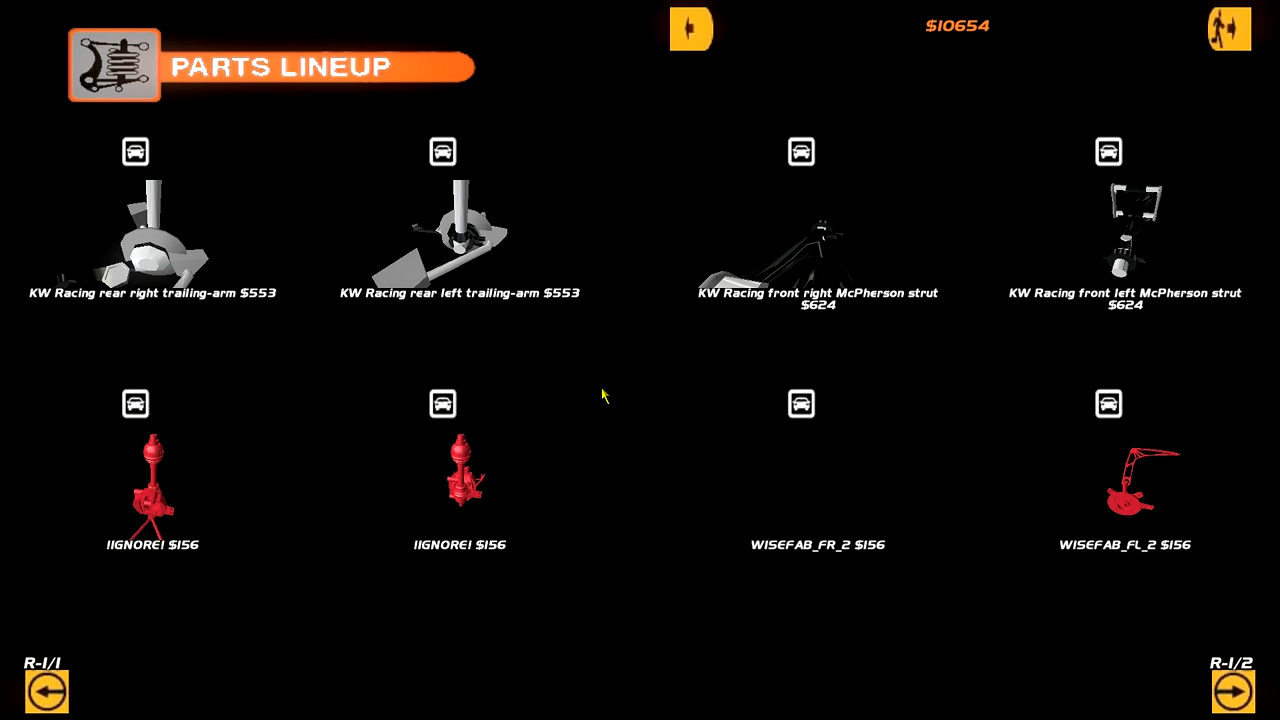 $10654
PARTS LINEUP
KW Racing rear right trailing-arm $553
KW Racing rear left trailing-arm $553
KW Racing front right McPherson strut
$624
KW Racing front left McPherson strut
$624
!IGNORE! $156
!IGNORE! $156
WISEFAB_FR_2 $156
WISEFAB_FL_2 $156
R-1/1
R-1/2